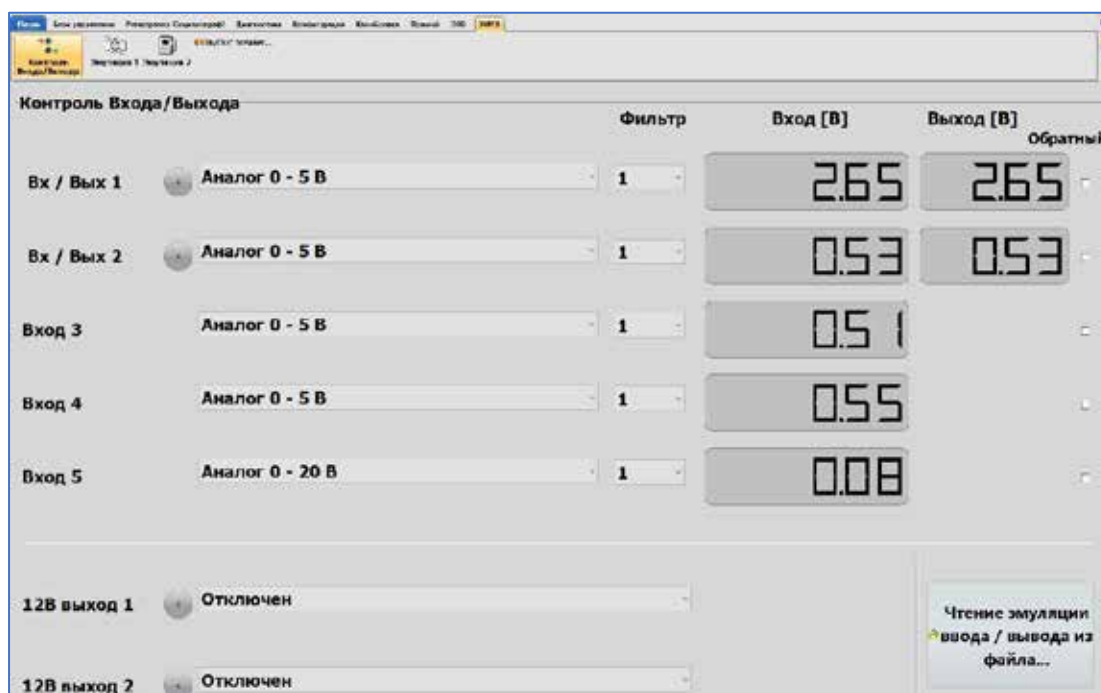 Контроль Входа/Выхода
Контроль Входа/Выхода
Фильтр Вход [В] Выход [В]
Обратный
Вх / Вых 1 Аналог 0 - 5 В 1 2.65 2.65
Вх / Вых 2 Аналог 0 - 5 В 1 0.53 0.53
Вход 3 Аналог 0 - 5 В 1 0.51
Вход 4 Аналог 0 - 5 В 1 0.55
Вход 5 Аналог 0 - 20 В 1 0.08
12В выход 1 Отключен
Чтение эмуляции
ввода / вывода из
файла...
12В выход 2 Отключен